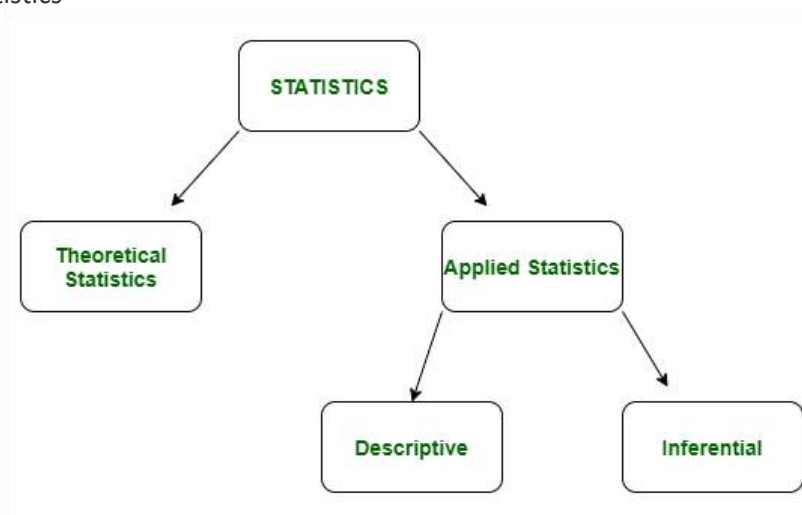 STATISTICS
Theoretical
Statistics
Applied Statistics
Descriptive
Inferential